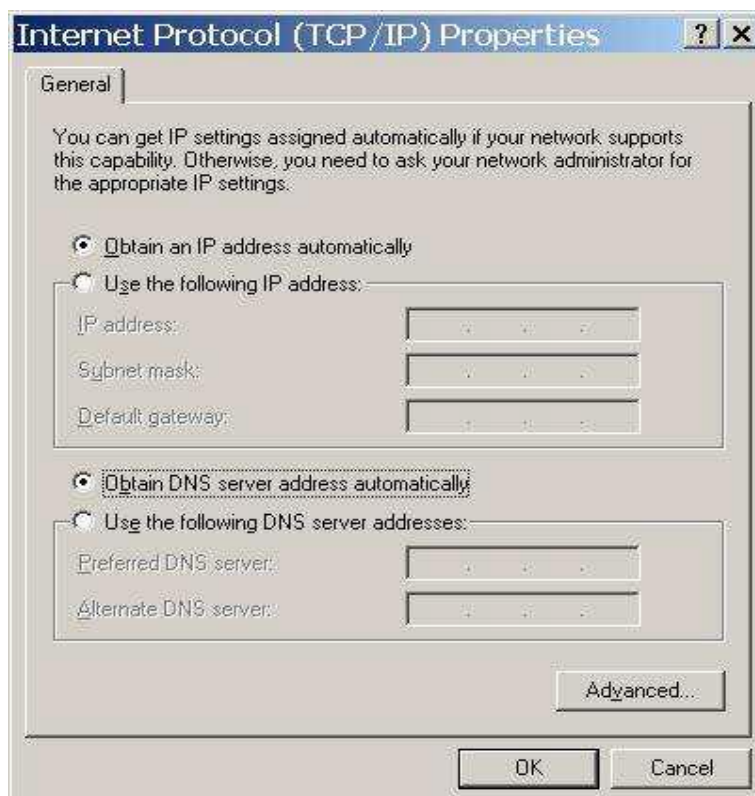 Internet Protocol (TCP/IP) Properties
General
You can get IP settings assigned automatically if your network supports
this capability. Otherwise, you need to ask your network administrator for
the appropriate IP settings.
Obtain an IP address automatically
Use the following IP address:
IP address:
Subnet mask:
Default gateway:
Obtain DNS server address automatically
Use the following DNS server addresses:
Preferred DNS server:
Alternate DNS server:
Advanced...
OK Cancel